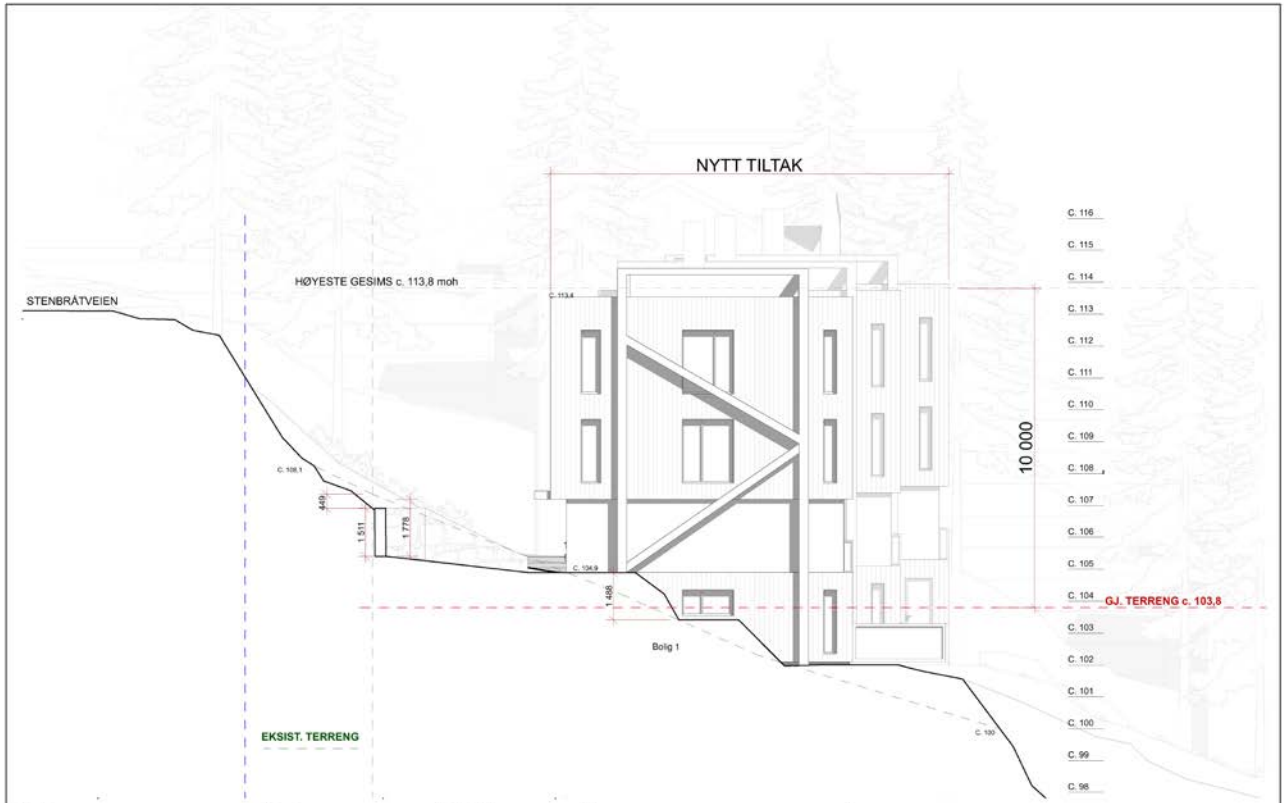 NYTT TILTAK
C. 116
C. 115
HØYESTE GESIMS c. 113,8 moh
C. 114
C. 113,4
STENBRÅTVEIEN
C. 113
C. 112
C. 111
C. 110
10 000
C. 109
C. 108,1
C. 108
449
C. 107
1 511
1 778
C. 106
C. 104,9
C. 105
1 488
C. 104
GJ. TERRENG c. 103,8
C. 103
Bolig 1
C. 102
C. 101
C. 100
C. 100
EKSIST. TERRENG
C. 99
C. 98